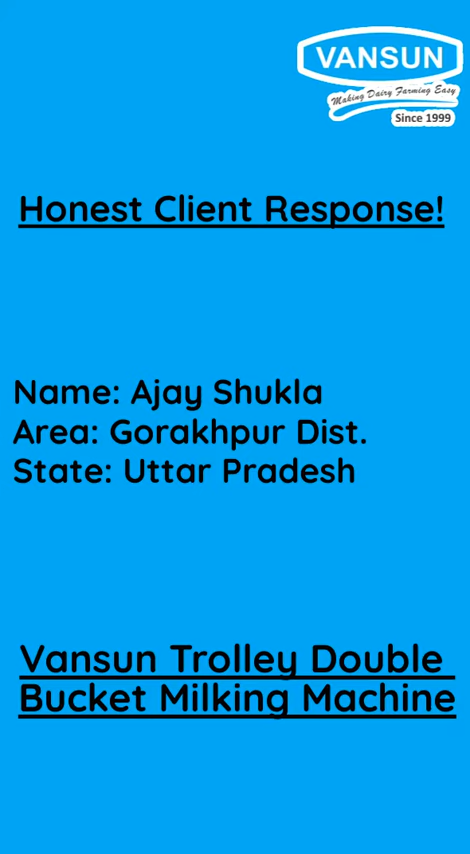 VANSUN
Making Dairy Farming Easy
Since 1999
Honest Client Response!
Name: Ajay Shukla
Area: Gorakhpur Dist.
State: Uttar Pradesh
Vansun Trolley Double
Bucket Milking Machine